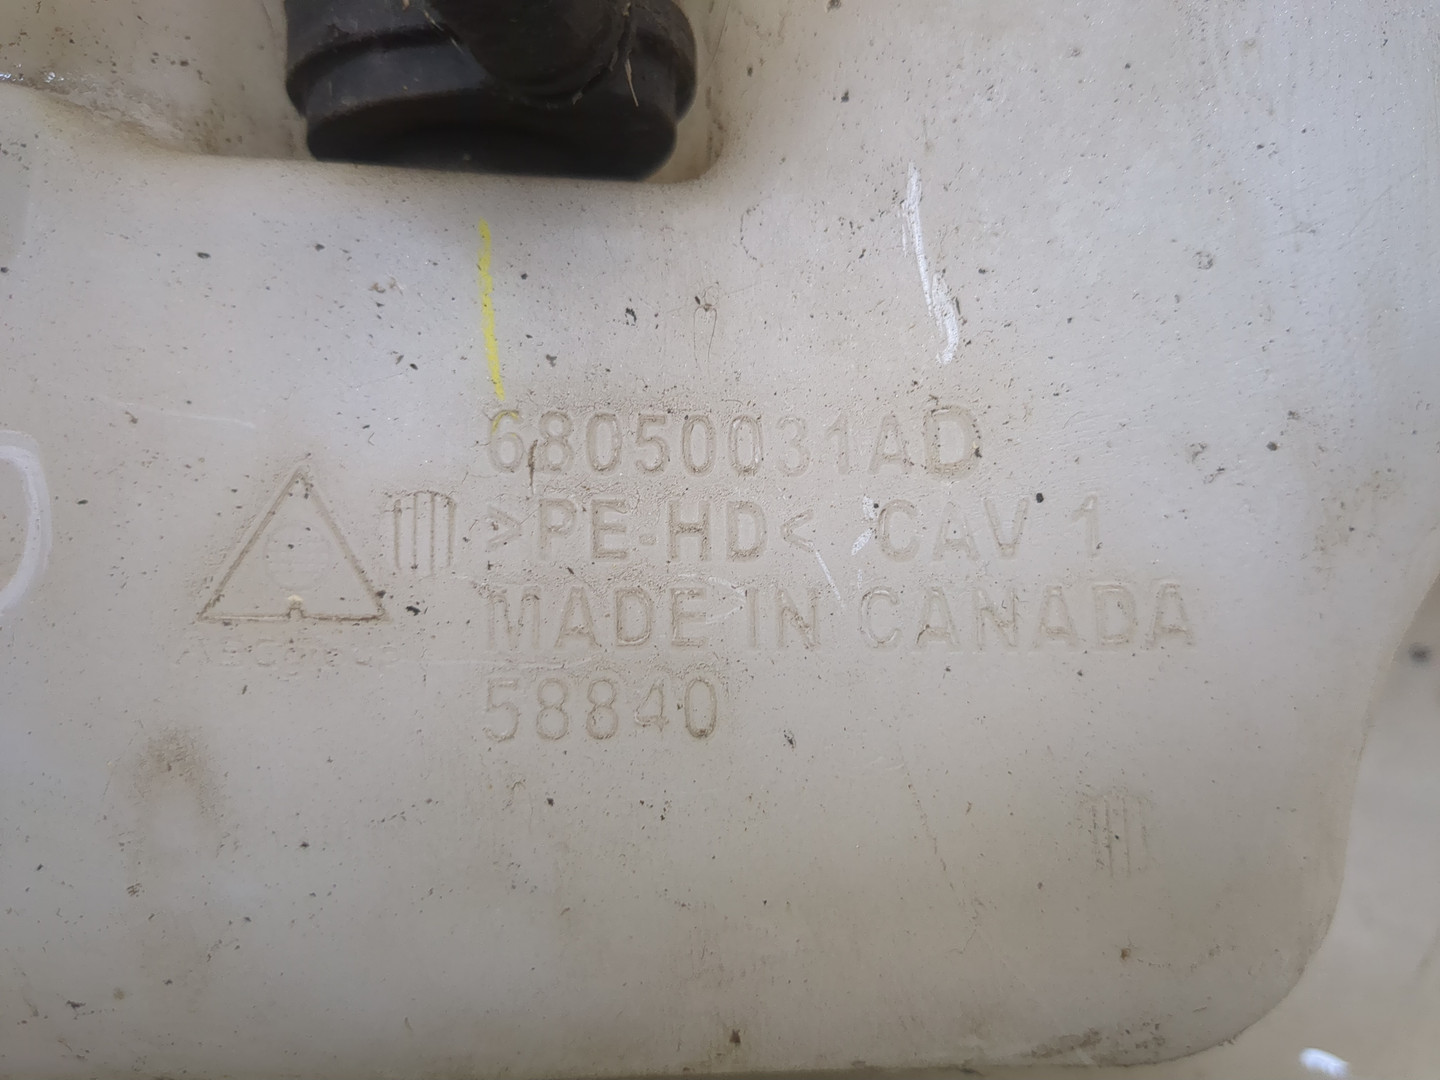 68050031AD
>PE-HD< CAV 1
MADE IN CANADA
58840